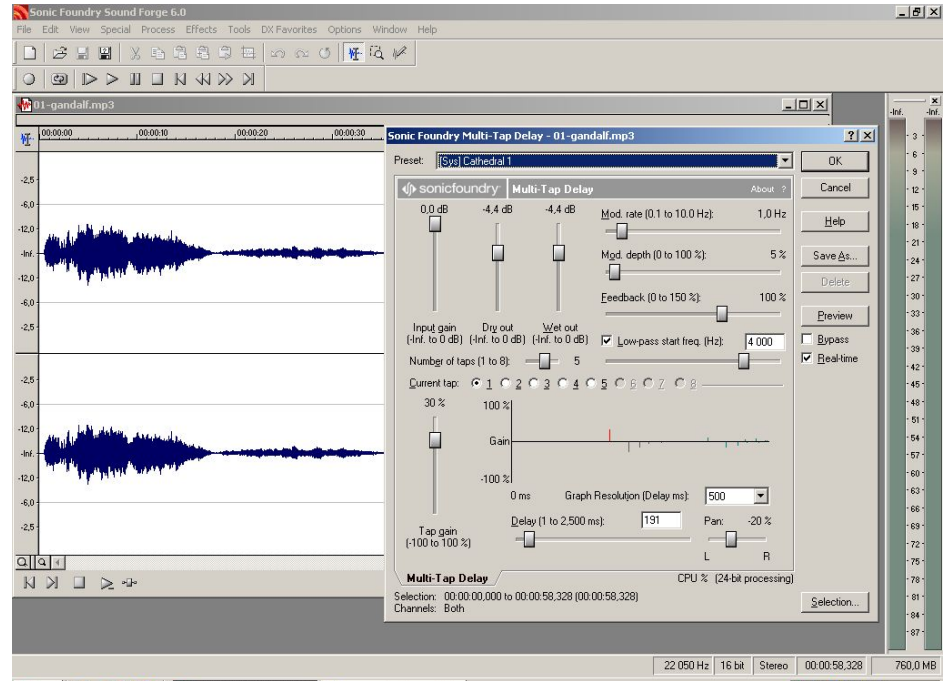 Sonic Foundry Sound Forge 6.0
File Edit View Special Process Effects Tools DX Favorites Options Window Help
01-gandalf.mp3
00:00:00 00:00:10 00:00:20 00:00:30
-2,5
-6,0
-12,0
-Inf.
-12,0
-6,0
-2,5
-2,5
-6,0
-12,0
-Inf.
-12,0
-6,0
-2,5
Sonic Foundry Multi-Tap Delay - 01-gandalf.mp3
Preset: [Sys] Cathedral 1
OK
Cancel
Help
Save As...
Delete
Preview
Bypass
Real-time
Selection...
sonicfoundry Multi-Tap Delay About ?
0,0 dB -4,4 dB -4,4 dB
Input gain (-Inf. to 0 dB)
Dry out (-Inf. to 0 dB)
Wet out (-Inf. to 0 dB)
Mod. rate (0.1 to 10.0 Hz): 1,0 Hz
Mod. depth (0 to 100 %): 5 %
Feedback (0 to 150 %): 100 %
Low-pass start freq. (Hz): 4 000
Number of taps (1 to 8): 5
Current tap: 1 2 3 4 5 6 7 8
30 %
Tap gain
(-100 to 100 %)
100 %
Gain
-100 %
0 ms Graph Resolution (Delay ms): 500
Delay (1 to 2,500 ms): 191 Pan: -20 %
L R
Multi-Tap Delay CPU % (24-bit processing)
Selection: 00:00:00,000 to 00:00:58,328 (00:00:58,328)
Channels: Both
-Inf. -Inf.
- 3 -
- 6 -
- 9 -
- 12 -
- 15 -
- 18 -
- 21 -
- 24 -
- 27 -
- 30 -
- 33 -
- 36 -
- 39 -
- 42 -
- 45 -
- 48 -
- 51 -
- 54 -
- 57 -
- 60 -
- 63 -
- 66 -
- 69 -
- 72 -
- 75 -
- 78 -
- 81 -
- 84 -
- 87 -
22 050 Hz 16 bit Stereo 00:00:58,328 760,0 MB